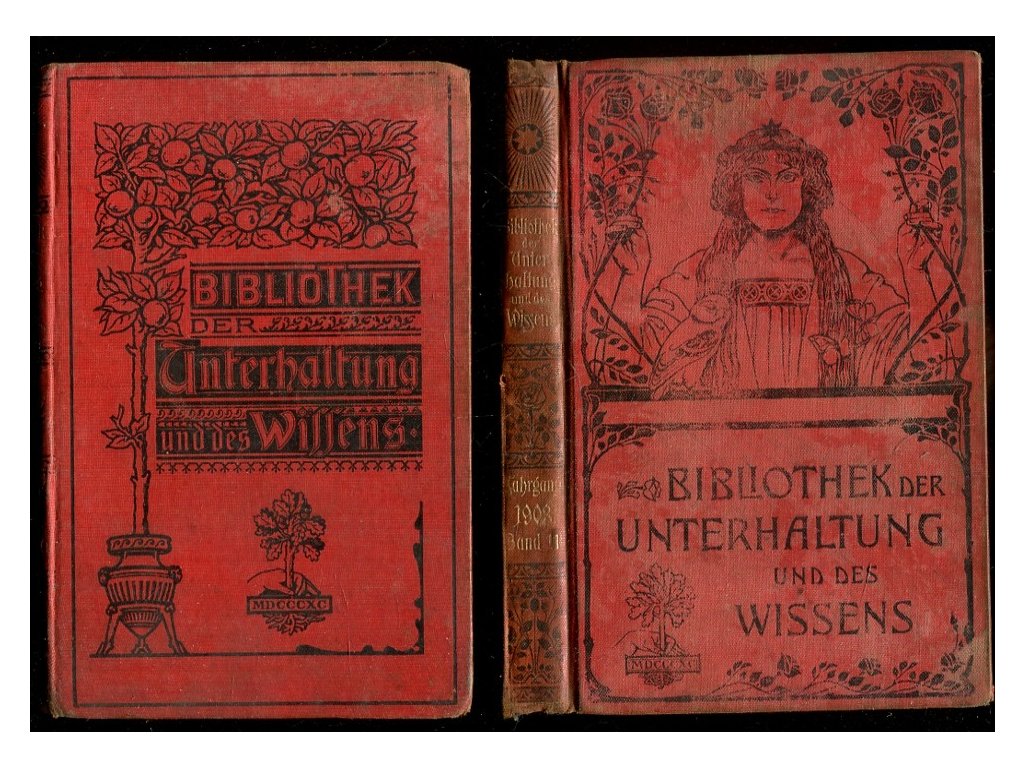 BIBLIOTHEK
DER
Unterhaltung
und des Wiſſens.
MDCCCXC
Bibliothek
der
Unter
haltung
und des
Wiſſens
Jahrgang
Band
BIBLIOTHEK DER
UNTERHALTUNG
UND DES
WISSENS
MDCCCXC